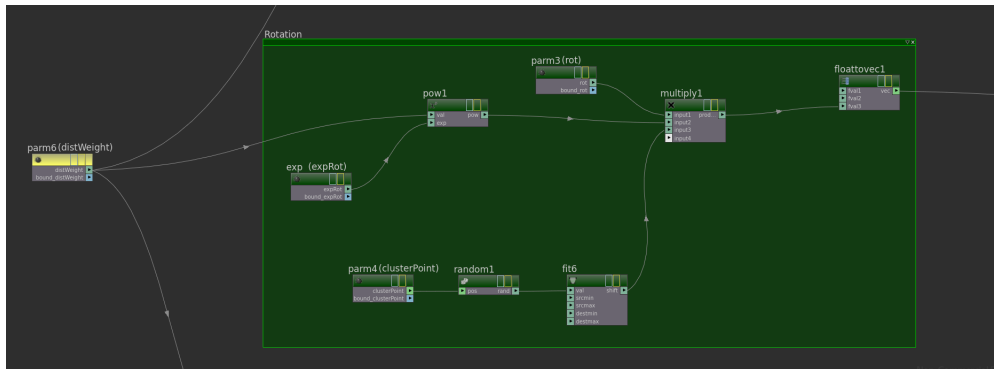 Rotation
parm3(rot)
rot
bound_rot
floattovec1
fval1 vec
fval2
fval3
pow1
val pow
exp
multiply1
input1 prod...
input2
input3
input4
parm6(distWeight)
distWeight
bound_distWeight
exp (expRot)
expRot
bound_expRot
parm4(clusterPoint)
clusterPoint
bound_clusterPoint
random1
pos rand
fit6
val shift
srcmin
srcmax
destmin
destmax